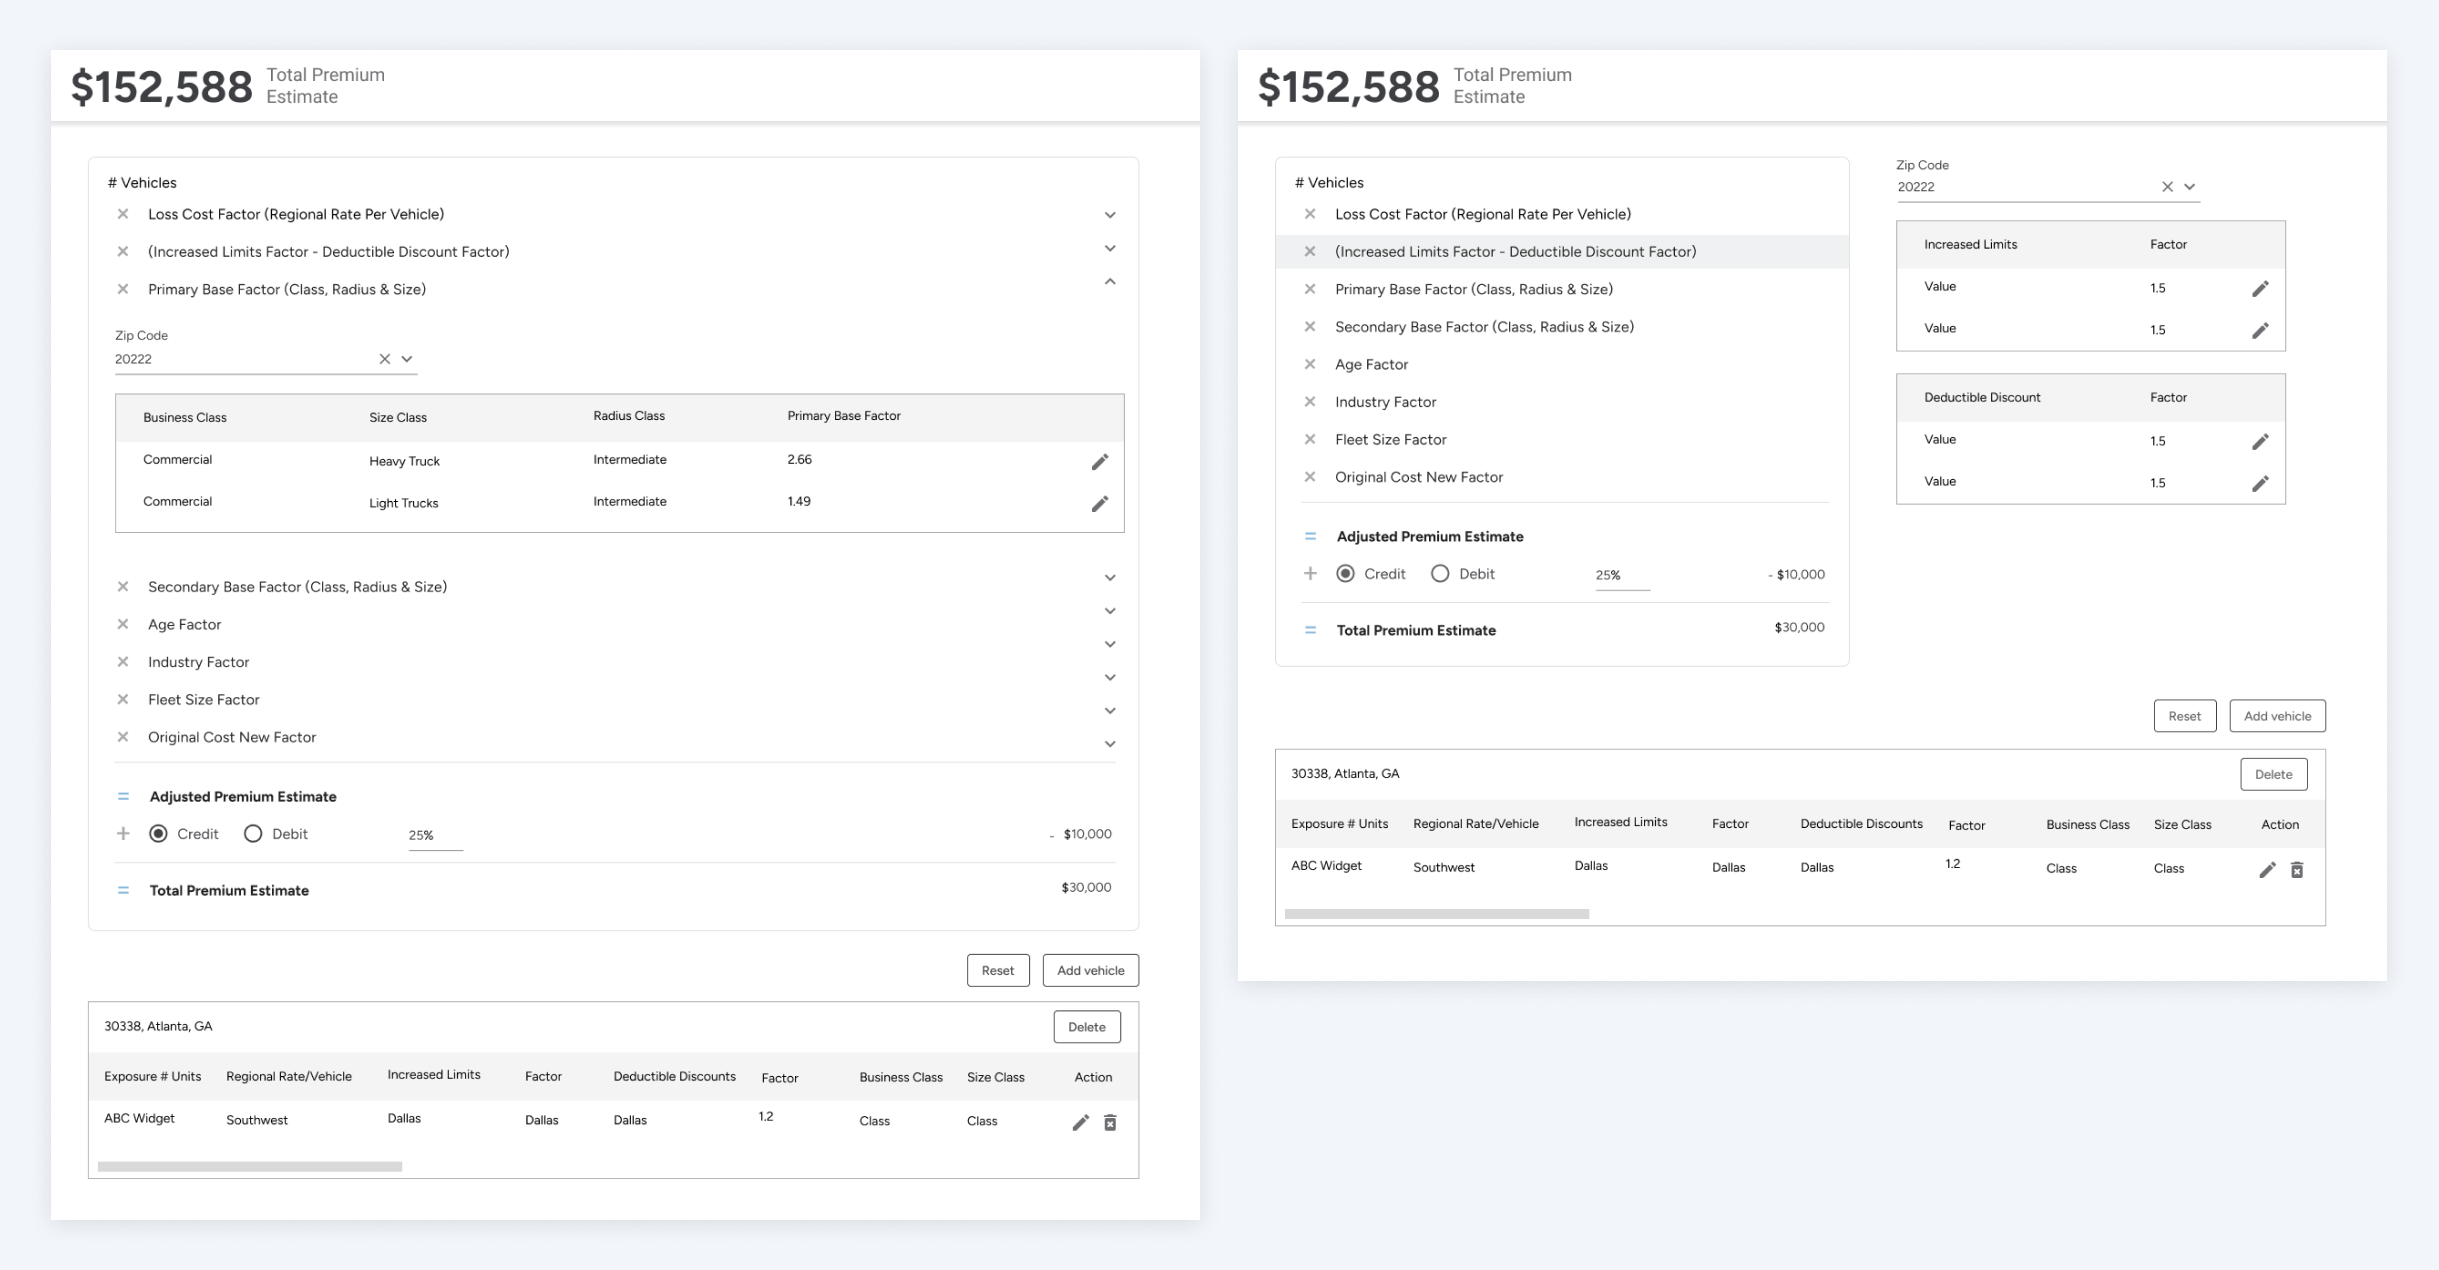 $152,588 Total Premium
Estimate
# Vehicles
× Loss Cost Factor (Regional Rate Per Vehicle)
× (Increased Limits Factor - Deductible Discount Factor)
× Primary Base Factor (Class, Radius & Size)
Zip Code
20222
Business Class Size Class Radius Class Primary Base Factor
Commercial Heavy Truck Intermediate 2.66
Commercial Light Trucks Intermediate 1.49
× Secondary Base Factor (Class, Radius & Size)
× Age Factor
× Industry Factor
× Fleet Size Factor
× Original Cost New Factor
= Adjusted Premium Estimate
+ Credit Debit 25% - $10,000
= Total Premium Estimate $30,000
Reset Add vehicle
30338, Atlanta, GA Delete
Exposure # Units Regional Rate/Vehicle Increased Limits Factor Deductible Discounts Factor Business Class Size Class Action
ABC Widget Southwest Dallas Dallas Dallas 1.2 Class Class
$152,588 Total Premium
Estimate
# Vehicles
× Loss Cost Factor (Regional Rate Per Vehicle)
× (Increased Limits Factor - Deductible Discount Factor)
× Primary Base Factor (Class, Radius & Size)
× Secondary Base Factor (Class, Radius & Size)
× Age Factor
× Industry Factor
× Fleet Size Factor
× Original Cost New Factor
= Adjusted Premium Estimate
+ Credit Debit 25% - $10,000
= Total Premium Estimate $30,000
Zip Code
20222
Increased Limits Factor
Value 1.5
Value 1.5
Deductible Discount Factor
Value 1.5
Value 1.5
Reset Add vehicle
30338, Atlanta, GA Delete
Exposure # Units Regional Rate/Vehicle Increased Limits Factor Deductible Discounts Factor Business Class Size Class Action
ABC Widget Southwest Dallas Dallas Dallas 1.2 Class Class